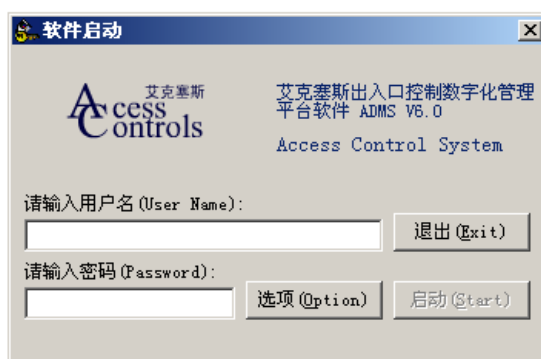 软件启动
艾克塞斯
Access
Controls
艾克塞斯出入口控制数字化管理
平台软件 ADMS V6.0
Access Control System
请输入用户名(User Name):
退出(Exit)
请输入密码(Password):
选项(Option)
启动(Start)